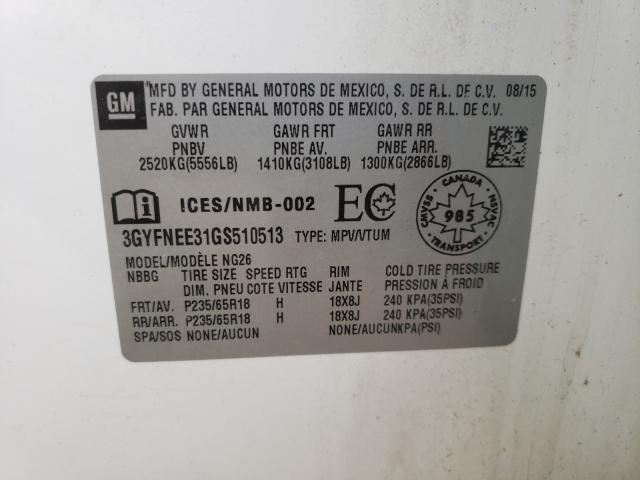 GM
MFD BY GENERAL MOTORS DE MEXICO, S. DE R.L. DE C.V. 08/15
FAB. PAR GENERAL MOTORS DE MEXICO, S. DE R.L. DE C.V.
GVWR GAWR FRT GAWR RR
PNBV PNBE AV. PNBE ARR.
2520KG(5556LB) 1410KG(3108LB) 1300KG(2866LB)
i ICES/NMB-002 EC
CANADA
CMVSS 985 NSVAC
3GYFNEE31GS510513 TYPE: MPV/VTUM
MODEL/MODÈLE NG26
NBBG TIRE SIZE SPEED RTG RIM COLD TIRE PRESSURE
DIM. PNEU COTE VITESSE JANTE PRESSION À FROID
FRT/AV. P235/65R18 H 18X8J 240 KPA(35PSI)
RR/ARR. P235/65R18 H 18X8J 240 KPA(35PSI)
SPA/SOS NONE/AUCUN NONE/AUCUNKPA(PSI)